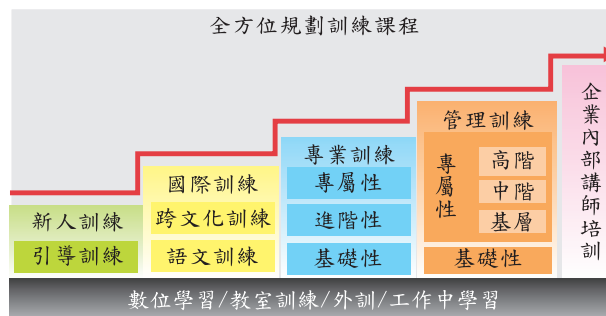 全方位規劃訓練課程
新人訓練
引導訓練
國際訓練
跨文化訓練
語文訓練
專業訓練
專屬性
進階性
基礎性
管理訓練
專屬性
高階
中階
基層
基礎性
企業內部講師培訓
數位學習/教室訓練/外訓/工作中學習